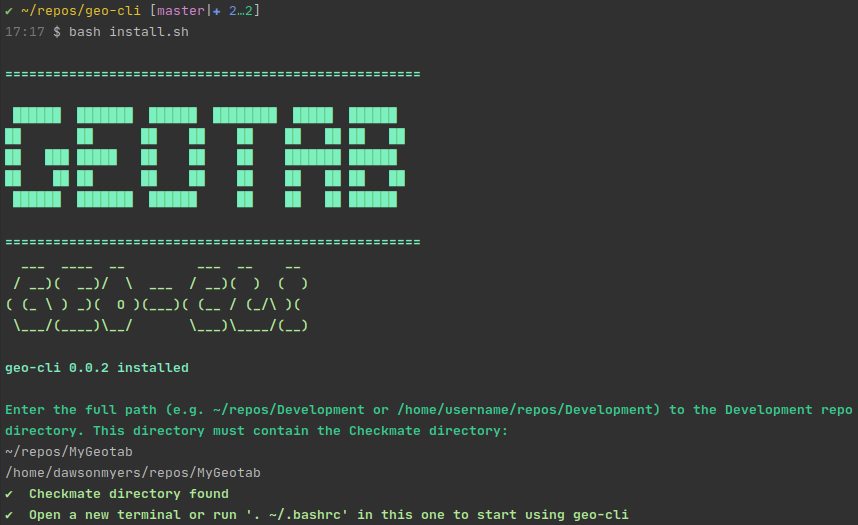 ✔ ~/repos/geo-cli [master|+ 2…2]
17:17 $ bash install.sh
====================================================
GEOTAB
====================================================
GEO-CLI
geo-cli 0.0.2 installed
Enter the full path (e.g. ~/repos/Development or /home/username/repos/Development) to the Development repo
directory. This directory must contain the Checkmate directory:
~/repos/MyGeotab
/home/dawsonmyers/repos/MyGeotab
✔  Checkmate directory found
✔  Open a new terminal or run '. ~/.bashrc' in this one to start using geo-cli